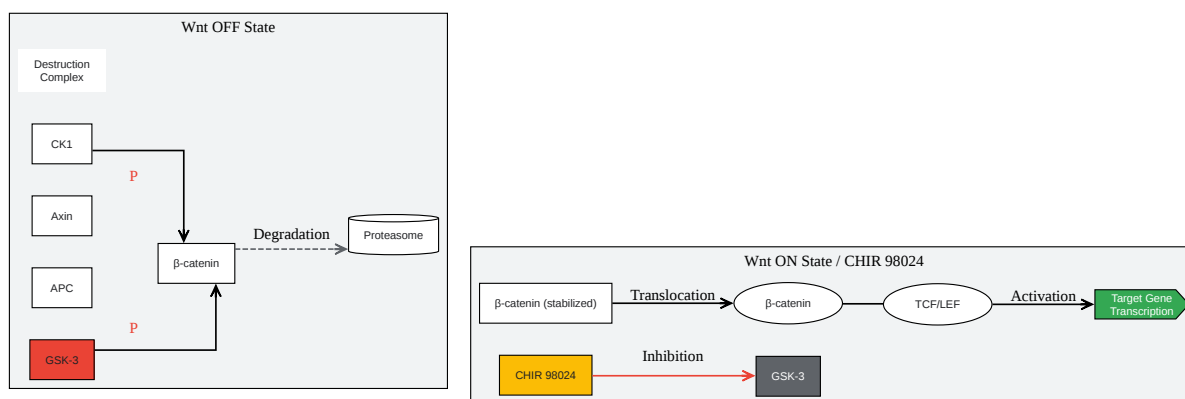 Wnt OFF State
Destruction
Complex
CK1
P
Axin
β-catenin
Degradation
Proteasome
APC
P
GSK-3
Wnt ON State / CHIR 98024
β-catenin (stabilized)
Translocation
β-catenin
TCF/LEF
Activation
Target Gene
Transcription
CHIR 98024
Inhibition
GSK-3